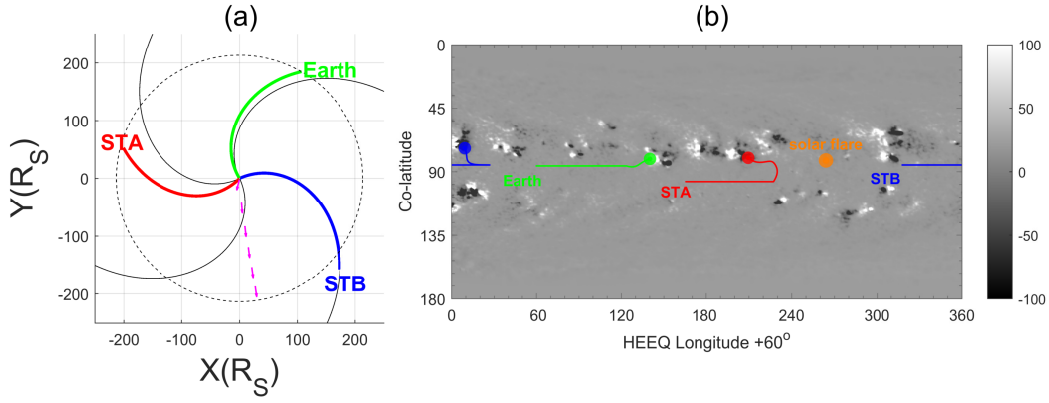 (a)
200
100
0
-100
-200
Y(R_S)
-200 -100 0 100 200
X(R_S)
Earth
STA
STB
(b)
0
45
90
135
180
Co-latitude
0 60 120 180 240 300 360
HEEQ Longitude +60°
solar flare
Earth
STA
STB
100
50
0
-50
-100